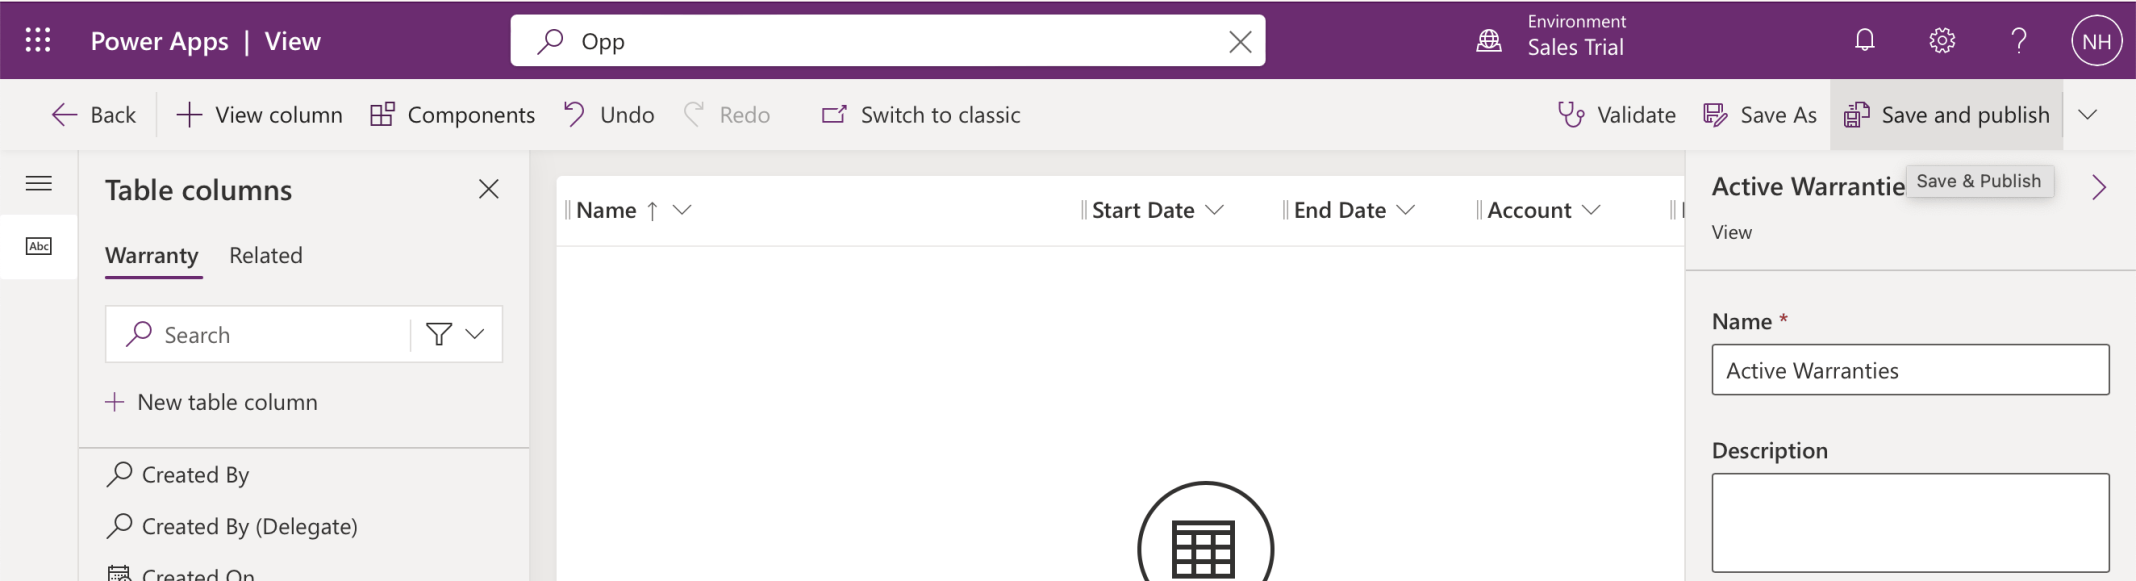 Power Apps | View
Opp
Environment
Sales Trial
?
NH
Back
View column
Components
Undo
Redo
Switch to classic
Validate
Save As
Save and publish
Table columns
Warranty
Related
Search
New table column
Abc
Created By
Created By (Delegate)
Created On
Name ↑
Start Date
End Date
Account
Active Warrantie
Save & Publish
View
Name *
Active Warranties
Description